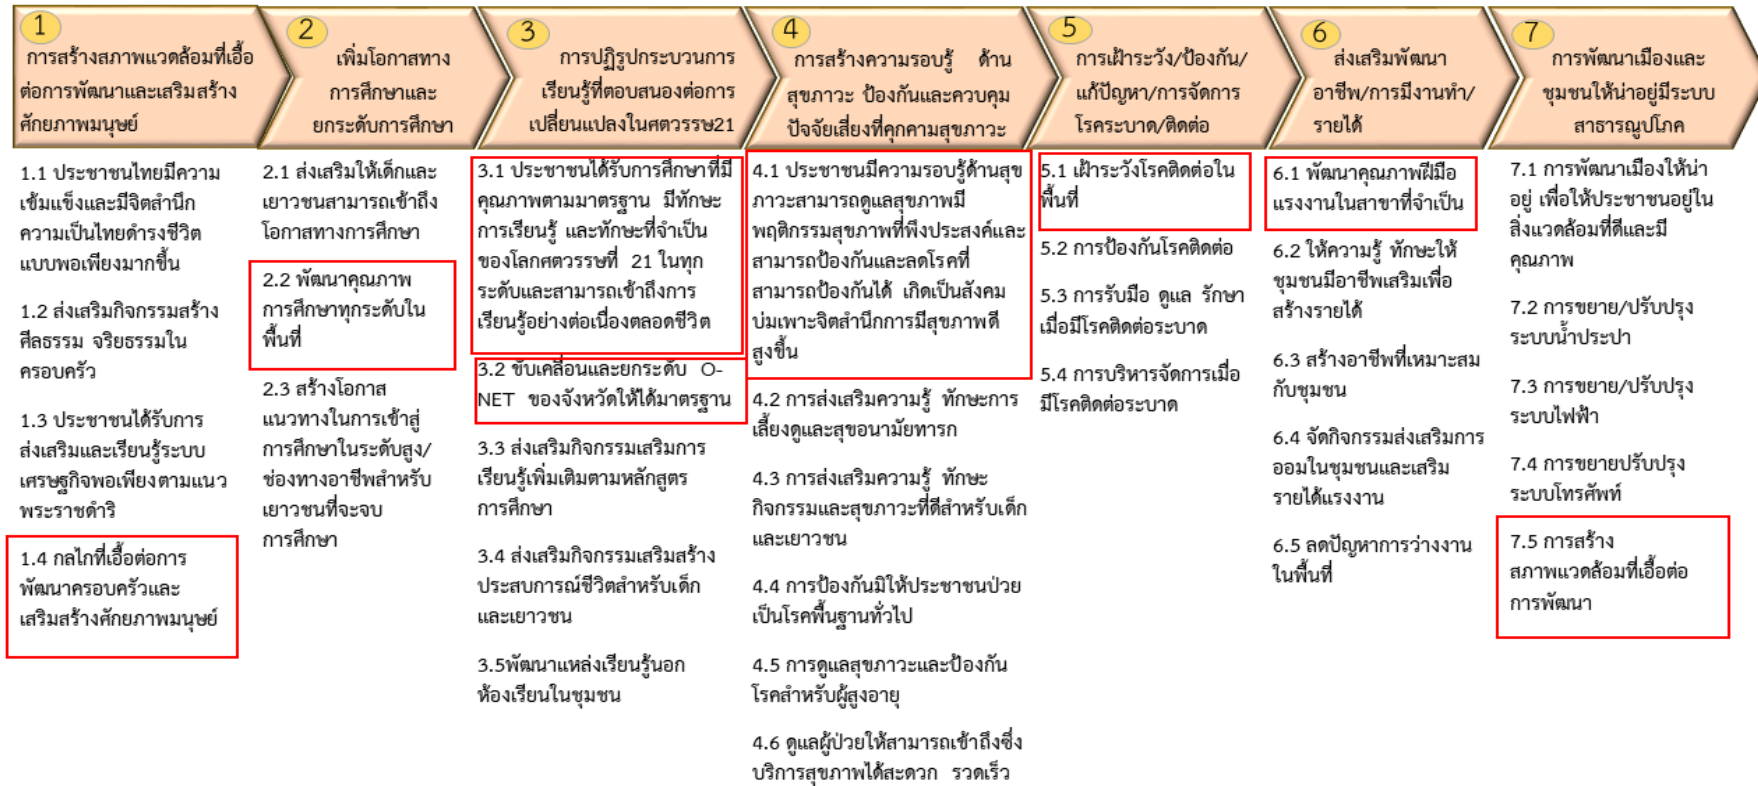 1
การสร้างสภาพแวดล้อมที่เอื้อ
ต่อการพัฒนาและเสริมสร้าง
ศักยภาพมนุษย์
1.1 ประชาชนไทยมีความ
เข้มแข็งและมีจิตสำนึก
ความเป็นไทยดำรงชีวิต
แบบพอเพียงมากขึ้น
1.2 ส่งเสริมกิจกรรมสร้าง
ศีลธรรม จริยธรรมใน
ครอบครัว
1.3 ประชาชนได้รับการ
ส่งเสริมและเรียนรู้ระบบ
เศรษฐกิจพอเพียงตามแนว
พระราชดำริ
1.4 กลไกที่เอื้อต่อการ
พัฒนาครอบครัวและ
เสริมสร้างศักยภาพมนุษย์
2
เพิ่มโอกาสทาง
การศึกษาและ
ยกระดับการศึกษา
2.1 ส่งเสริมให้เด็กและ
เยาวชนสามารถเข้าถึง
โอกาสทางการศึกษา
2.2 พัฒนาคุณภาพ
การศึกษาทุกระดับใน
พื้นที่
2.3 สร้างโอกาส
แนวทางในการเข้าสู่
การศึกษาในระดับสูง/
ช่องทางอาชีพสำหรับ
เยาวชนที่จะจบ
การศึกษา
3
การปฏิรูปกระบวนการ
เรียนรู้ที่ตอบสนองต่อการ
เปลี่ยนแปลงในศตวรรษ21
3.1 ประชาชนได้รับการศึกษาที่มี
คุณภาพตามมาตรฐาน มีทักษะ
การเรียนรู้ และทักษะที่จำเป็น
ของโลกศตวรรษที่ 21 ในทุก
ระดับและสามารถเข้าถึงการ
เรียนรู้อย่างต่อเนื่องตลอดชีวิต
3.2 ขับเคลื่อนและยกระดับ O-
NET ของจังหวัดให้ได้มาตรฐาน
3.3 ส่งเสริมกิจกรรมเสริมการ
เรียนรู้เพิ่มเติมตามหลักสูตร
การศึกษา
3.4 ส่งเสริมกิจกรรมเสริมสร้าง
ประสบการณ์ชีวิตสำหรับเด็ก
และเยาวชน
3.5พัฒนาแหล่งเรียนรู้นอก
ห้องเรียนในชุมชน
4
การสร้างความรอบรู้ ด้าน
สุขภาวะ ป้องกันและควบคุม
ปัจจัยเสี่ยงที่คุกคามสุขภาวะ
4.1 ประชาชนมีความรอบรู้ด้านสุข
ภาวะสามารถดูแลสุขภาพมี
พฤติกรรมสุขภาพที่พึงประสงค์และ
สามารถป้องกันและลดโรคที่
สามารถป้องกันได้ เกิดเป็นสังคม
บ่มเพาะจิตสำนึกการมีสุขภาพดี
สูงขึ้น
4.2 การส่งเสริมความรู้ ทักษะการ
เลี้ยงดูและสุขอนามัยทารก
4.3 การส่งเสริมความรู้ ทักษะ
กิจกรรมและสุขภาวะที่ดีสำหรับเด็ก
และเยาวชน
4.4 การป้องกันมิให้ประชาชนป่วย
เป็นโรคพื้นฐานทั่วไป
4.5 การดูแลสุขภาวะและป้องกัน
โรคสำหรับผู้สูงอายุ
4.6 ดูแลผู้ป่วยให้สามารถเข้าถึงซึ่ง
บริการสุขภาพได้สะดวก รวดเร็ว
5
การเฝ้าระวัง/ป้องกัน/
แก้ปัญหา/การจัดการ
โรคระบาด/ติดต่อ
5.1 เฝ้าระวังโรคติดต่อใน
พื้นที่
5.2 การป้องกันโรคติดต่อ
5.3 การรับมือ ดูแล รักษา
เมื่อมีโรคติดต่อระบาด
5.4 การบริหารจัดการเมื่อ
มีโรคติดต่อระบาด
6
ส่งเสริมพัฒนา
อาชีพ/การมีงานทำ/
รายได้
6.1 พัฒนาคุณภาพฝีมือ
แรงงานในสาขาที่จำเป็น
6.2 ให้ความรู้ ทักษะให้
ชุมชนมีอาชีพเสริมเพื่อ
สร้างรายได้
6.3 สร้างอาชีพที่เหมาะสม
กับชุมชน
6.4 จัดกิจกรรมส่งเสริมการ
ออมในชุมชนและเสริม
รายได้แรงงาน
6.5 ลดปัญหาการว่างงาน
ในพื้นที่
7
การพัฒนาเมืองและ
ชุมชนให้น่าอยู่มีระบบ
สาธารณูปโภค
7.1 การพัฒนาเมืองให้น่า
อยู่ เพื่อให้ประชาชนอยู่ใน
สิ่งแวดล้อมที่ดีและมี
คุณภาพ
7.2 การขยาย/ปรับปรุง
ระบบน้ำประปา
7.3 การขยาย/ปรับปรุง
ระบบไฟฟ้า
7.4 การขยายปรับปรุง
ระบบโทรศัพท์
7.5 การสร้าง
สภาพแวดล้อมที่เอื้อต่อ
การพัฒนา